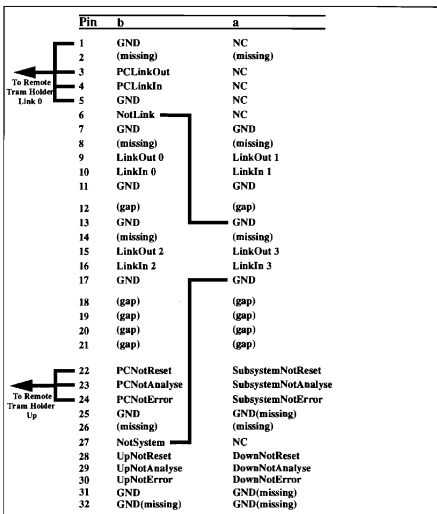 Pin b a
1 GND NC
2 (missing) (missing)
3 PCLinkOut NC
4 PCLinkIn NC
To Remote
Tram Holder
Link 0
5 GND NC
6 NotLink NC
7 GND GND
8 (missing) (missing)
9 LinkOut 0 LinkOut 1
10 LinkIn 0 LinkIn 1
11 GND GND
12 (gap) (gap)
13 GND GND
14 (missing) (missing)
15 LinkOut 2 LinkOut 3
16 LinkIn 2 LinkIn 3
17 GND GND
18 (gap) (gap)
19 (gap) (gap)
20 (gap) (gap)
21 (gap) (gap)
22 PCNotReset SubsystemNotReset
23 PCNotAnalyse SubsystemNotAnalyse
24 PCNotError SubsystemNotError
To Remote
Tram Holder
Up
25 GND GND(missing)
26 (missing) (missing)
27 NotSystem NC
28 UpNotReset DownNotReset
29 UpNotAnalyse DownNotAnalyse
30 UpNotError DownNotError
31 GND GND(missing)
32 GND(missing) GND(missing)